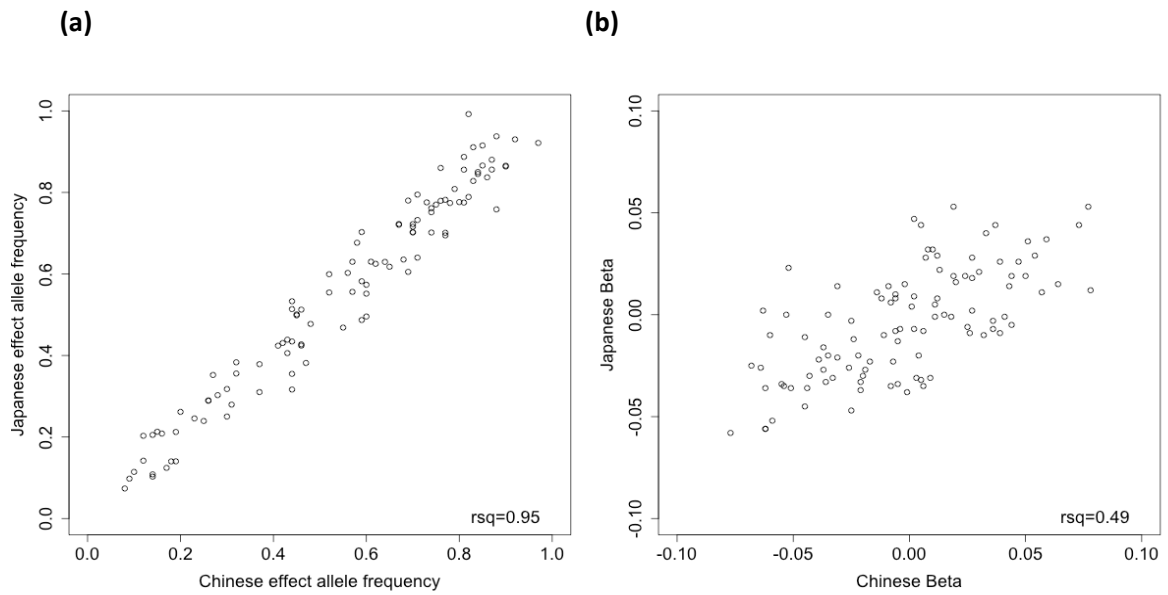 (a)
Japanese effect allele frequency
1.0
0.8
0.6
0.4
0.2
0.0
rsq=0.95
0.0 0.2 0.4 0.6 0.8 1.0
Chinese effect allele frequency
(b)
Japanese Beta
0.10
0.05
0.00
-0.05
-0.10
rsq=0.49
-0.10 -0.05 0.00 0.05 0.10
Chinese Beta